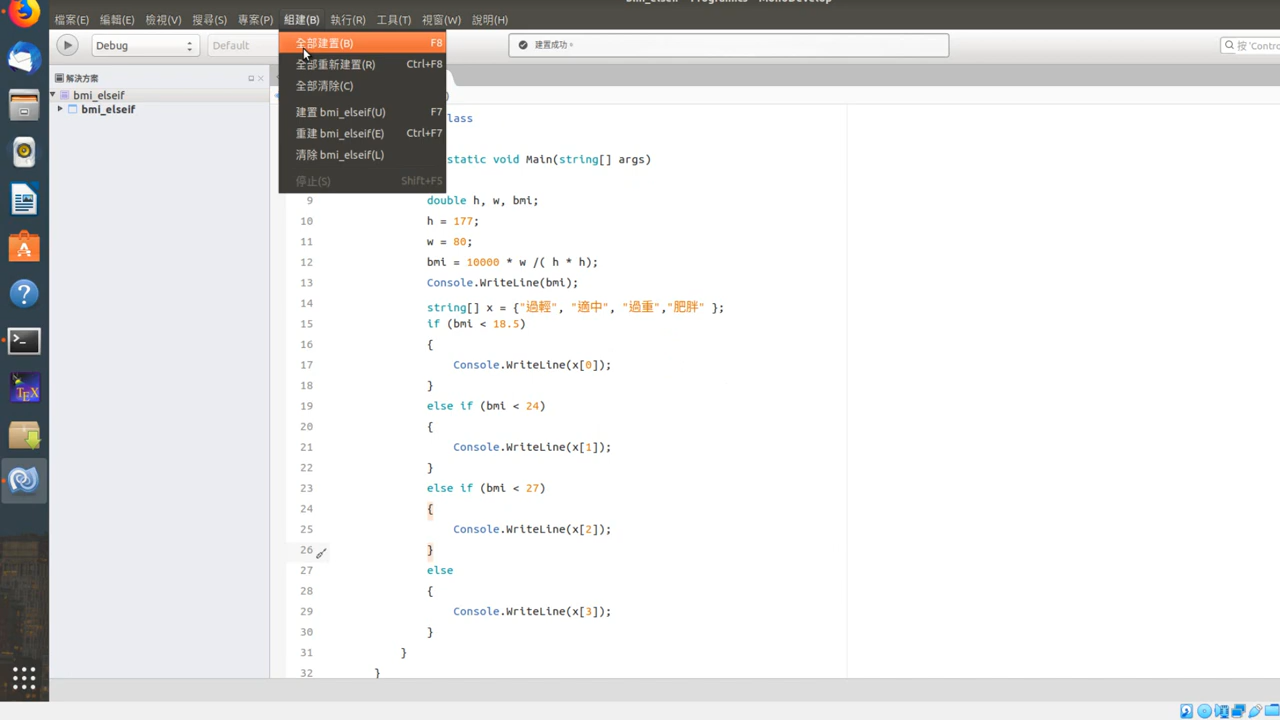 bmi_elseif - Program.cs - MonoDevelop
檔案(E) 編輯(E) 檢視(V) 搜尋(S) 專案(P) 組建(B) 執行(R) 工具(T) 視窗(W) 說明(H)
Debug
Default
建置成功。
按 'Contro
解決方案
bmi_elseif
bmi_elseif
全部建置(B) F8
全部重新建置(R) Ctrl+F8
全部清除(C)
建置 bmi_elseif(U) F7
重建 bmi_elseif(E) Ctrl+F7
清除 bmi_elseif(L)
停止(S) Shift+F5
lass
static void Main(string[] args)
9 double h, w, bmi;
10 h = 177;
11 w = 80;
12 bmi = 10000 * w /( h * h);
13 Console.WriteLine(bmi);
14 string[] x = {"過輕", "適中", "過重","肥胖" };
15 if (bmi < 18.5)
16 {
17 Console.WriteLine(x[0]);
18 }
19 else if (bmi < 24)
20 {
21 Console.WriteLine(x[1]);
22 }
23 else if (bmi < 27)
24 {
25 Console.WriteLine(x[2]);
26 }
27 else
28 {
29 Console.WriteLine(x[3]);
30 }
31 }
32 }